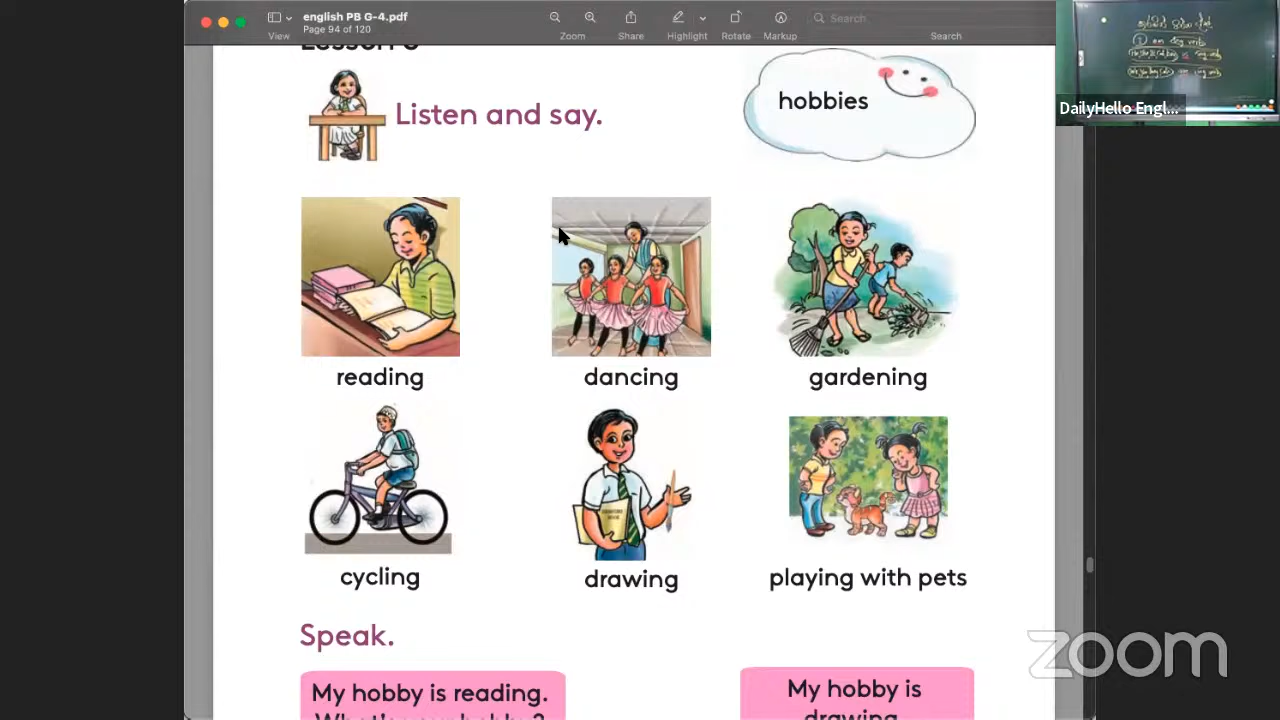 english PB G-4.pdf
Page 94 of 120
View
Zoom
Share
Highlight
Rotate
Markup
Search
Search
DailyHello Engl...
Listen and say.
hobbies
reading
dancing
gardening
cycling
drawing
playing with pets
Speak.
My hobby is reading.
My hobby is
drawing
zoom